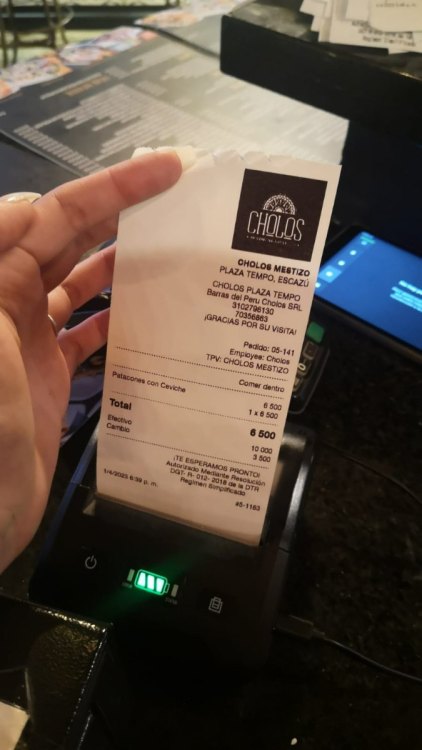 CHOLOS
CHOLOS MESTIZO
PLAZA TEMPO, ESCAZÚ
CHOLOS PLAZA TEMPO
Barras del Peru Cholos SRL
3102796130
70356863
¡GRACIAS POR SU VISITA!
Pedido: 05-141
Employee: Cholos
TPV: CHOLOS MESTIZO
Comer dentro
Patacones con Ceviche 6 500
1 x 6 500
Total 6 500
Efectivo 10 000
Cambio 3 500
¡TE ESPERAMOS PRONTO!
Autorizado Mediante Resolución
DGT- R- 012- 2018 de la DTR
Regimen Simplificado
1/4/2023 6:39 p. m. #5-1163